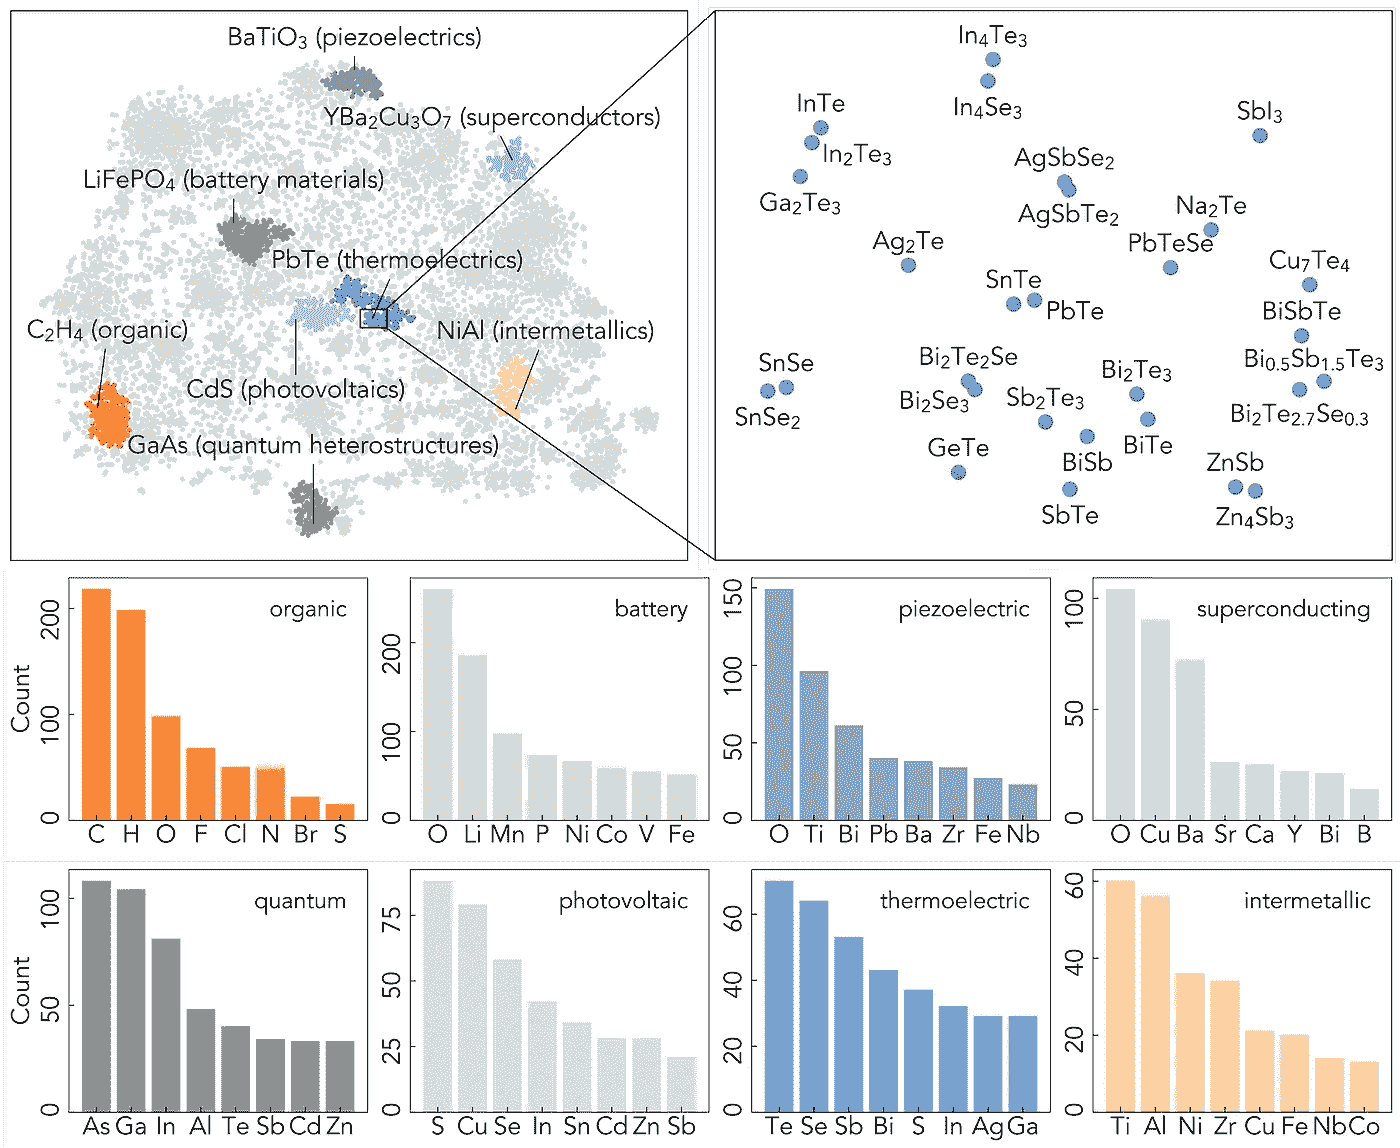 BaTiO₃ (piezoelectrics)
YBa₂Cu₃O₇ (superconductors)
LiFePO₄ (battery materials)
PbTe (thermoelectrics)
C₂H₄ (organic)
NiAl (intermetallics)
CdS (photovoltaics)
GaAs (quantum heterostructures)
In₄Te₃
In₄Se₃
InTe
In₂Te₃
Ga₂Te₃
SbI₃
AgSbSe₂
AgSbTe₂
Na₂Te
PbTeSe
Ag₂Te
Cu₇Te₄
SnTe
PbTe
BiSbTe
Bi₀.₅Sb₁.₅Te₃
Bi₂Te₂.₇Se₀.₃
SnSe
SnSe₂
Bi₂Te₂Se
Bi₂Se₃
Sb₂Te₃
Bi₂Te₃
BiTe
GeTe
BiSb
SbTe
ZnSb
Zn₄Sb₃
organic
Count
0 100 200
C H O F Cl N Br S
battery
0 100 200
O Li Mn P Ni Co V Fe
piezoelectric
0 50 100 150
O Ti Bi Pb Ba Zr Fe Nb
superconducting
0 50 100
O Cu Ba Sr Ca Y Bi B
quantum
Count
0 50 100
As Ga In Al Te Sb Cd Zn
photovoltaic
0 25 50 75
S Cu Se In Sn Cd Zn Sb
thermoelectric
0 20 40 60
Te Se Sb Bi S In Ag Ga
intermetallic
0 20 40 60
Ti Al Ni Zr Cu Fe Nb Co